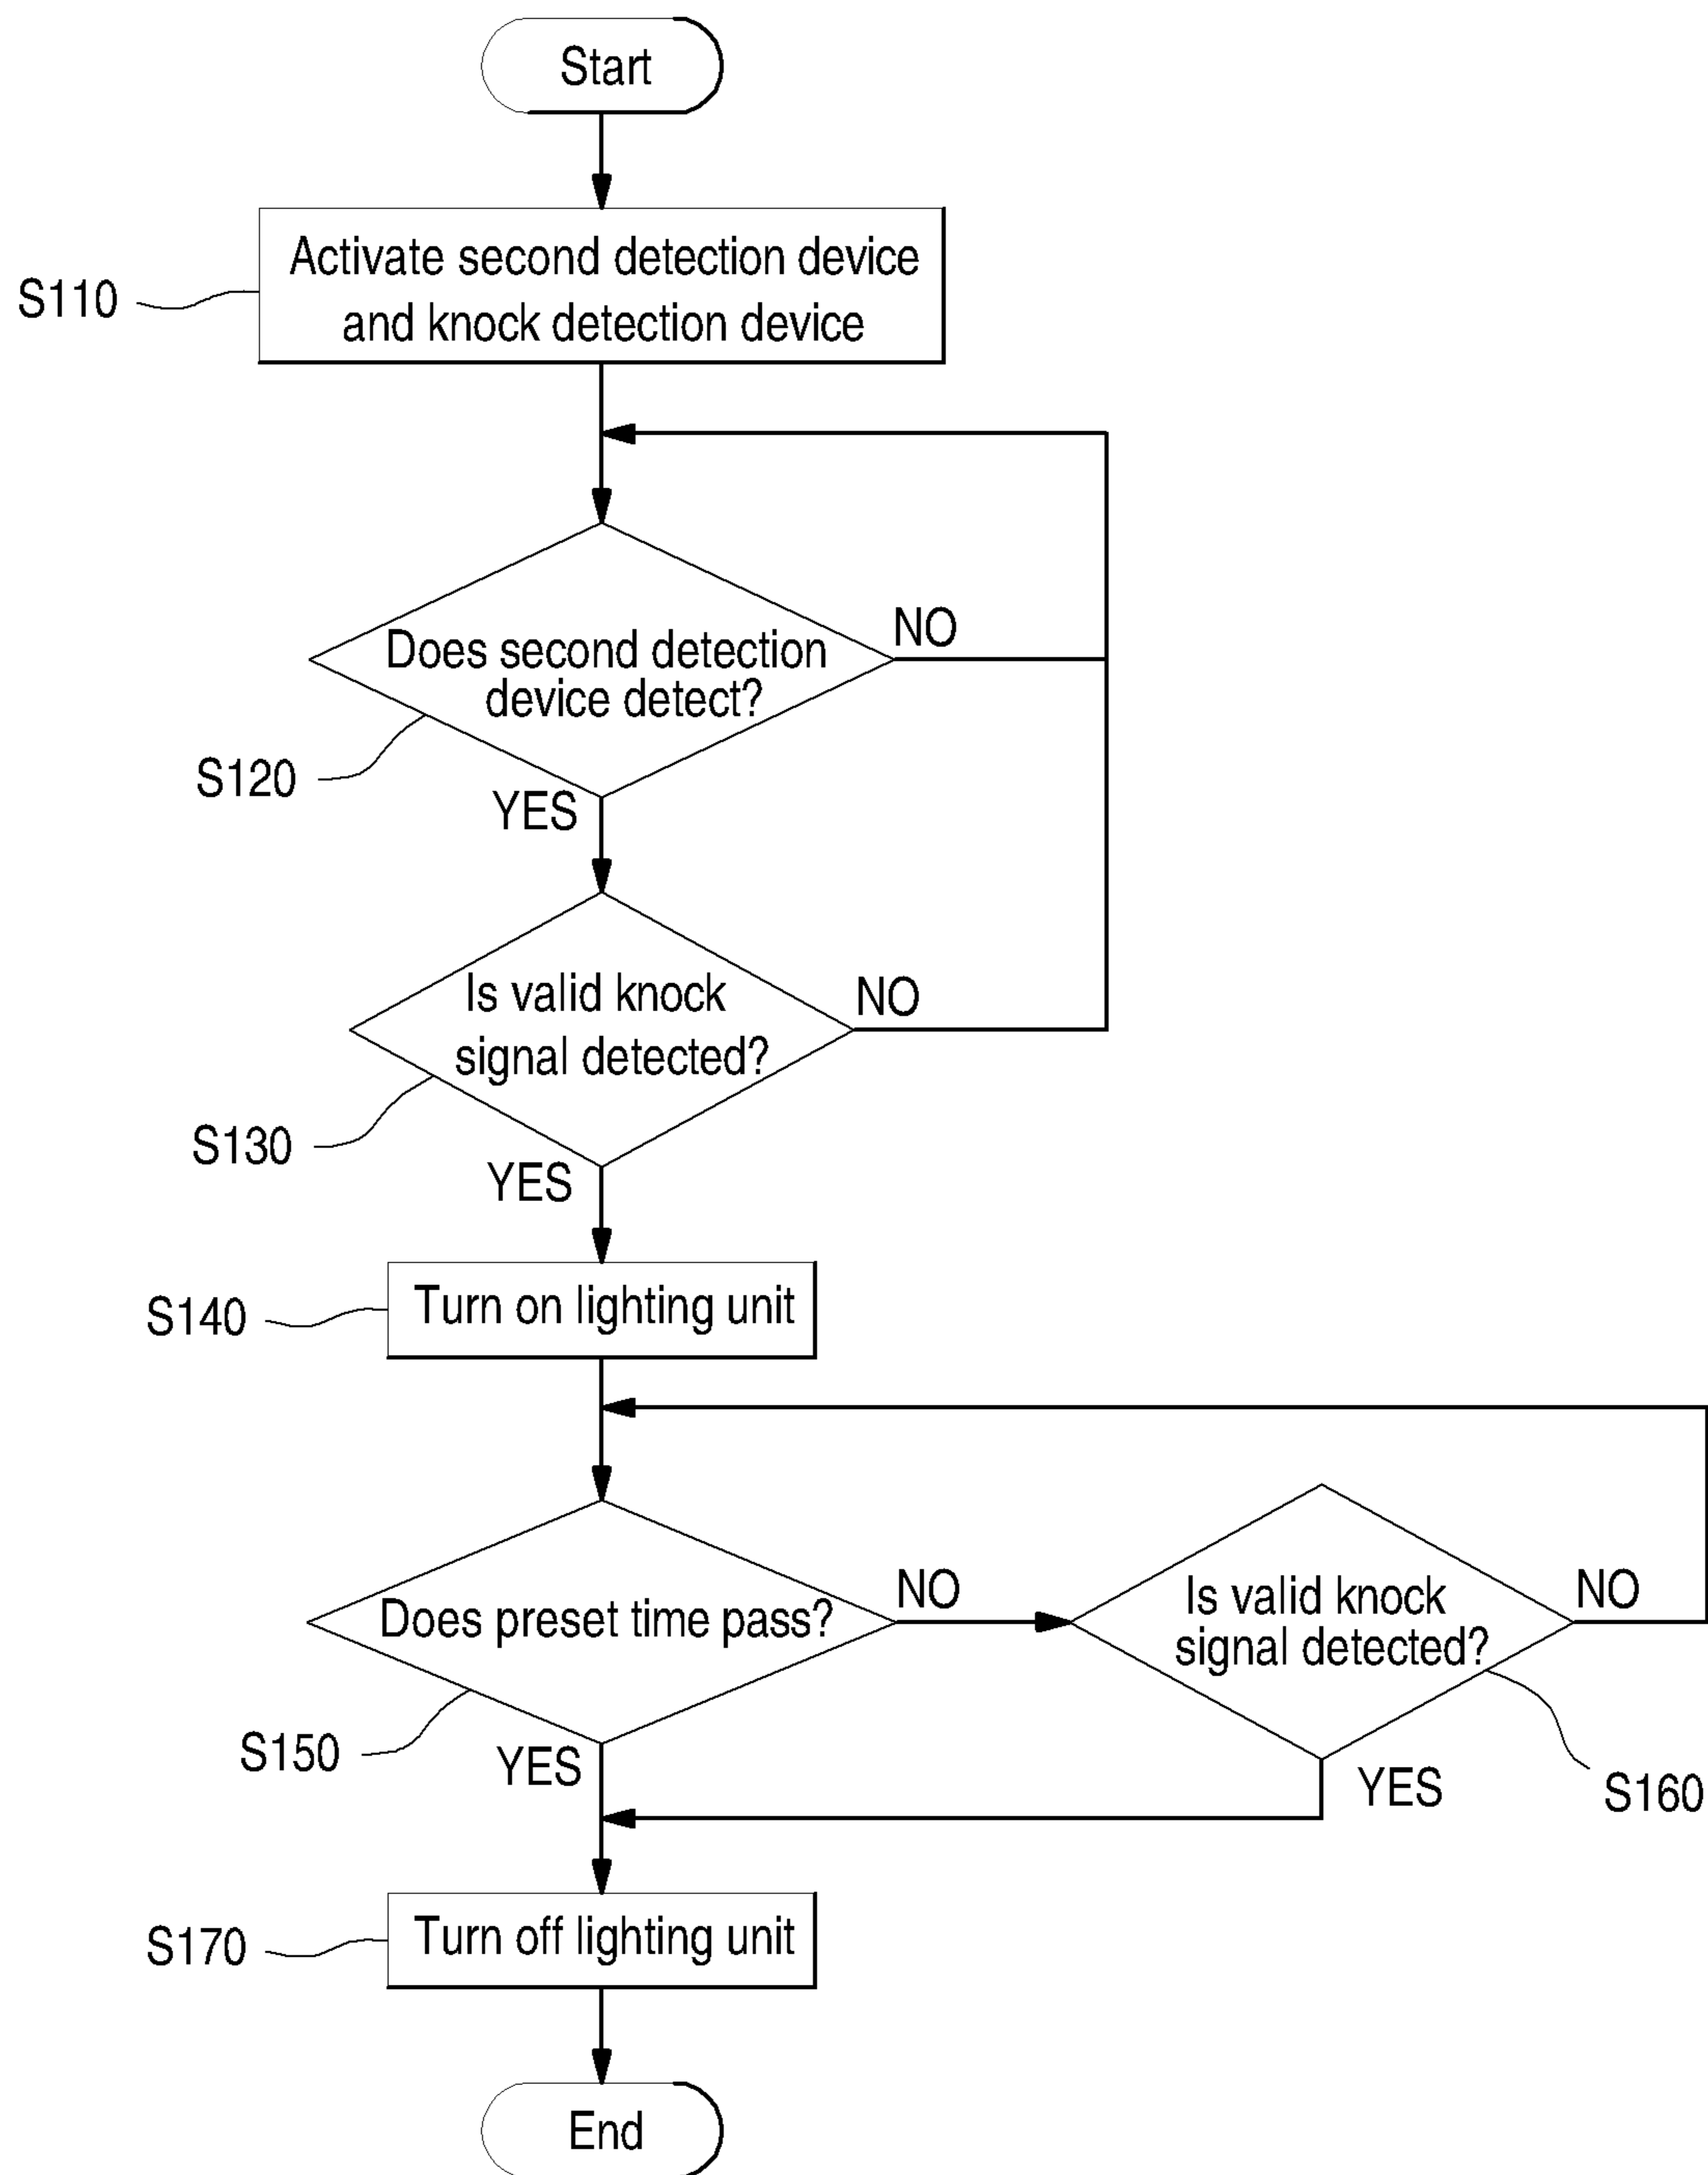 Start
Activate second detection device
and knock detection device
S110
Does second detection
device detect?
NO
S120
YES
Is valid knock
signal detected?
NO
S130
YES
Turn on lighting unit
S140
Does preset time pass?
NO
Is valid knock
signal detected?
NO
S150
YES
YES
S160
Turn off lighting unit
S170
End